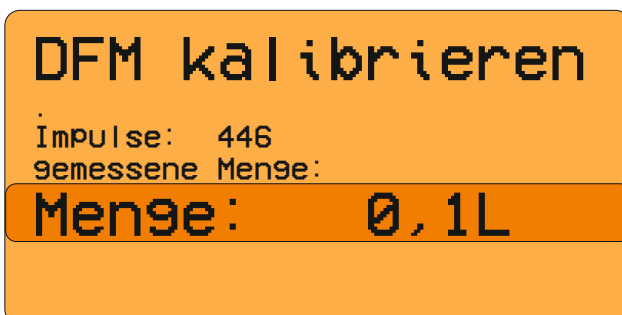 DFM kalibrieren
.
Impulse: 446
gemessene Menge:
Menge: 0,1L